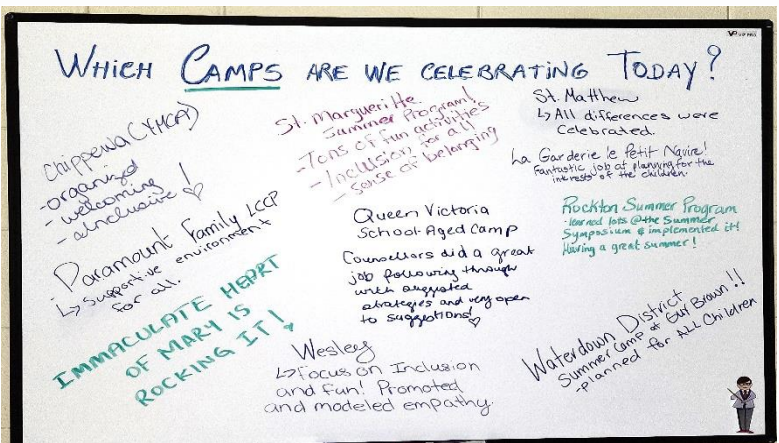 WHICH CAMPS ARE WE CELEBRATING TODAY?
Chippewa (YMCA)
-organized
-welcoming
-inclusive!
St. Margueritte
Summer Program!
-Tons of fun activities
-Inclusion for all
-Sense of belonging
St. Matthew
↳ All differences were
celebrated.
La Garderie le Petit Navire!
Fantastic job at planning for the
interests of the children.
Paramount Family LCCP
↳ Supportive environment
for all.
Queen Victoria
School Aged Camp
Counsellors did a great
job following through
with suggested
strategies and very open
to suggestions!
Rockton Summer Program
-learned lots @ the Summer
Symposium & implemented it!
Having a great summer!
IMMACULATE HEART
OF MARY IS
ROCKING IT!
Wesley
↳ Focus on Inclusion
and fun! Promoted
and modeled empathy.
Waterdown District
Summer Camp at Guy Brown!!
-planned for ALL Children